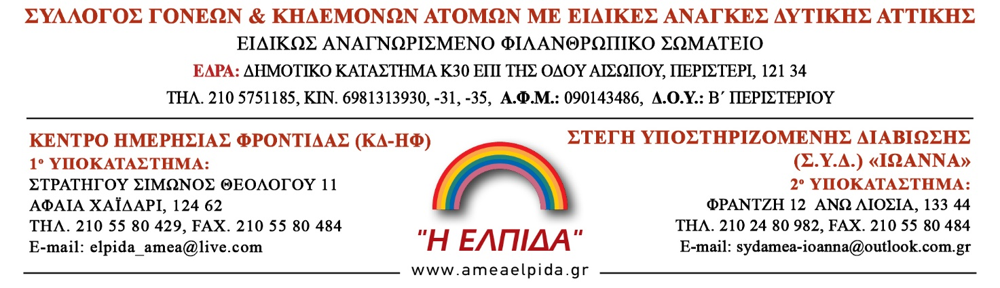 ΣΥΛΛΟΓΟΣ ΓΟΝΕΩΝ & ΚΗΔΕΜΟΝΩΝ ΑΤΟΜΩΝ ΜΕ ΕΙΔΙΚΕΣ ΑΝΑΓΚΕΣ ΔΥΤΙΚΗΣ ΑΤΤΙΚΗΣ
ΕΙΔΙΚΩΣ ΑΝΑΓΝΩΡΙΣΜΕΝΟ ΦΙΛΑΝΘΡΩΠΙΚΟ ΣΩΜΑΤΕΙΟ
ΕΔΡΑ: ΔΗΜΟΤΙΚΟ ΚΑΤΑΣΤΗΜΑ Κ30 ΕΠΙ ΤΗΣ ΟΔΟΥ ΑΙΣΩΠΟΥ, ΠΕΡΙΣΤΕΡΙ, 121 34
ΤΗΛ. 210 5751185, ΚΙΝ. 6981313930, -31, -35, Α.Φ.Μ.: 090143486, Δ.Ο.Υ.: Β΄ ΠΕΡΙΣΤΕΡΙΟΥ
ΚΕΝΤΡΟ ΗΜΕΡΗΣΙΑΣ ΦΡΟΝΤΙΔΑΣ (ΚΔ-ΗΦ)
1ο ΥΠΟΚΑΤΑΣΤΗΜΑ:
ΣΤΡΑΤΗΓΟΥ ΣΙΜΩΝΟΣ ΘΕΟΛΟΓΟΥ 11
ΑΦΑΙΑ ΧΑΪΔΑΡΙ, 124 62
ΤΗΛ. 210 55 80 429, FAX. 210 55 80 484
E-mail: elpida_amea@live.com
"Η ΕΛΠΙΔΑ"
www.ameaelpida.gr
ΣΤΕΓΗ ΥΠΟΣΤΗΡΙΖΟΜΕΝΗΣ ΔΙΑΒΙΩΣΗΣ
(Σ.Υ.Δ.) «ΙΩΑΝΝΑ»
2ο ΥΠΟΚΑΤΑΣΤΗΜΑ:
ΦΡΑΝΤΖΗ 12 ΑΝΩ ΛΙΟΣΙΑ, 133 44
ΤΗΛ. 210 24 80 982, FAX. 210 55 80 484
E-mail: sydamea-ioanna@outlook.com.gr